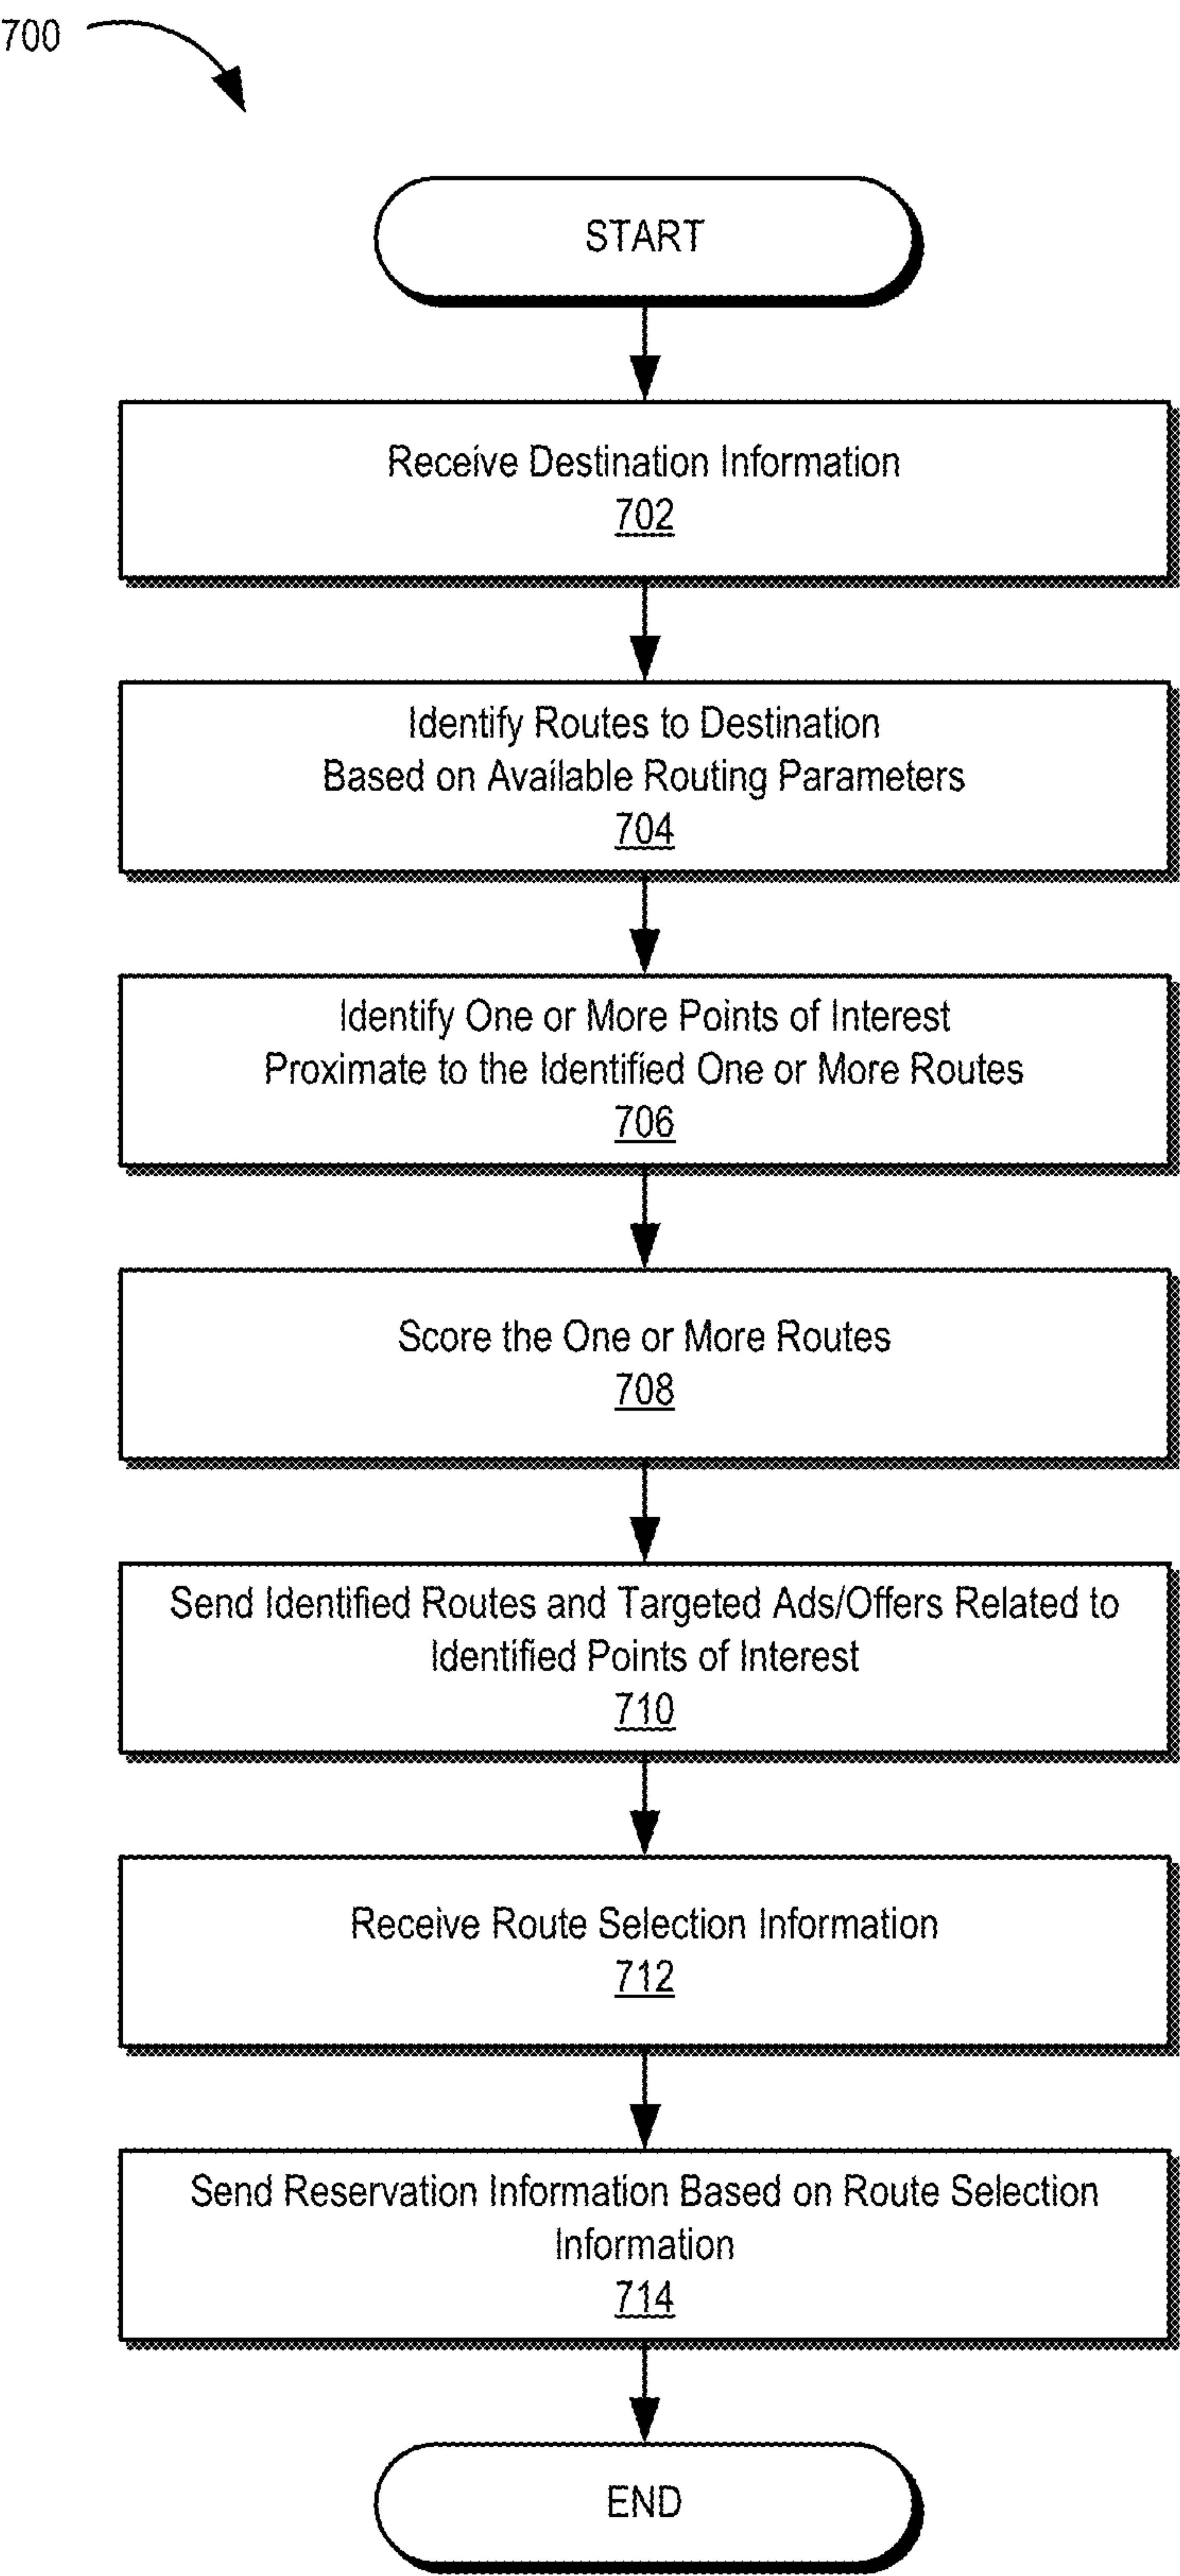 700
START
Receive Destination Information
702
Identify Routes to Destination
Based on Available Routing Parameters
704
Identify One or More Points of Interest
Proximate to the Identified One or More Routes
706
Score the One or More Routes
708
Send Identified Routes and Targeted Ads/Offers Related to
Identified Points of Interest
710
Receive Route Selection Information
712
Send Reservation Information Based on Route Selection
Information
714
END